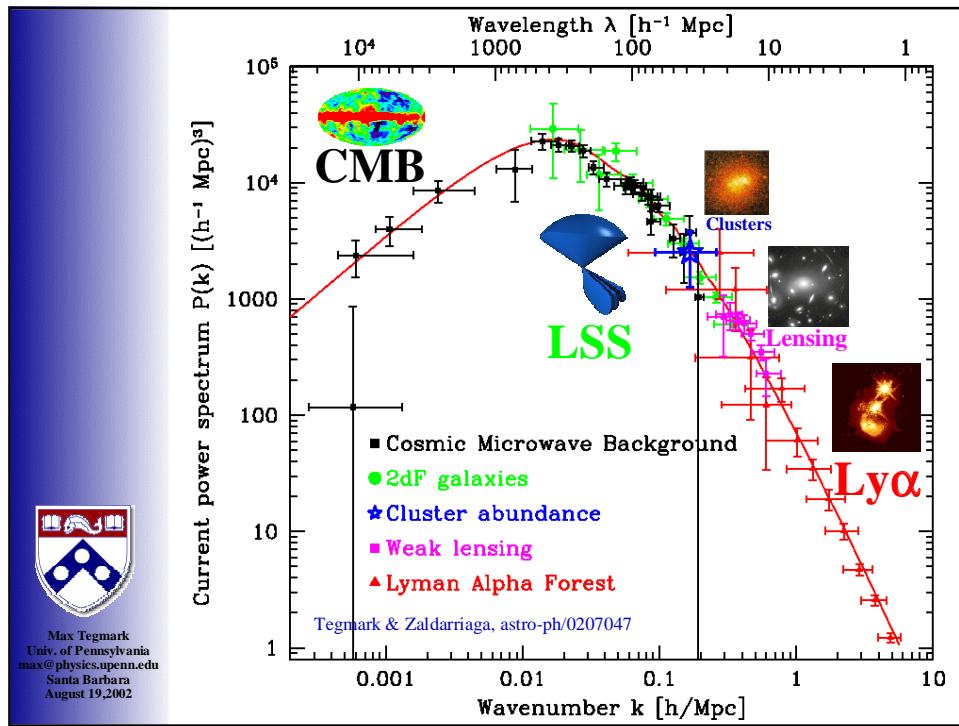 Wavelength λ [h⁻¹ Mpc]
10⁴ 1000 100 10 1
Current power spectrum P(k) [(h⁻¹ Mpc)³]
10⁵
10⁴
1000
100
10
1
CMB
Clusters
LSS
Lensing
Lyα
Cosmic Microwave Background
2dF galaxies
Cluster abundance
Weak lensing
Lyman Alpha Forest
Tegmark & Zaldarriaga, astro-ph/0207047
0.001 0.01 0.1 1 10
Wavenumber k [h/Mpc]
Max Tegmark
Univ. of Pennsylvania
max@physics.upenn.edu
Santa Barbara
August 19,2002